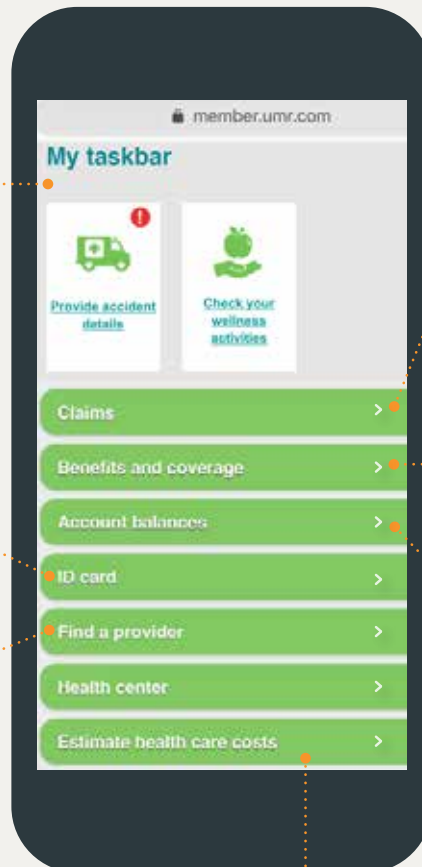 member.umr.com
My taskbar
!
Provide accident
details
Check your
wellness
activities
Claims
Benefits and coverage
Account balances
ID card
Find a provider
Health center
Estimate health care costs